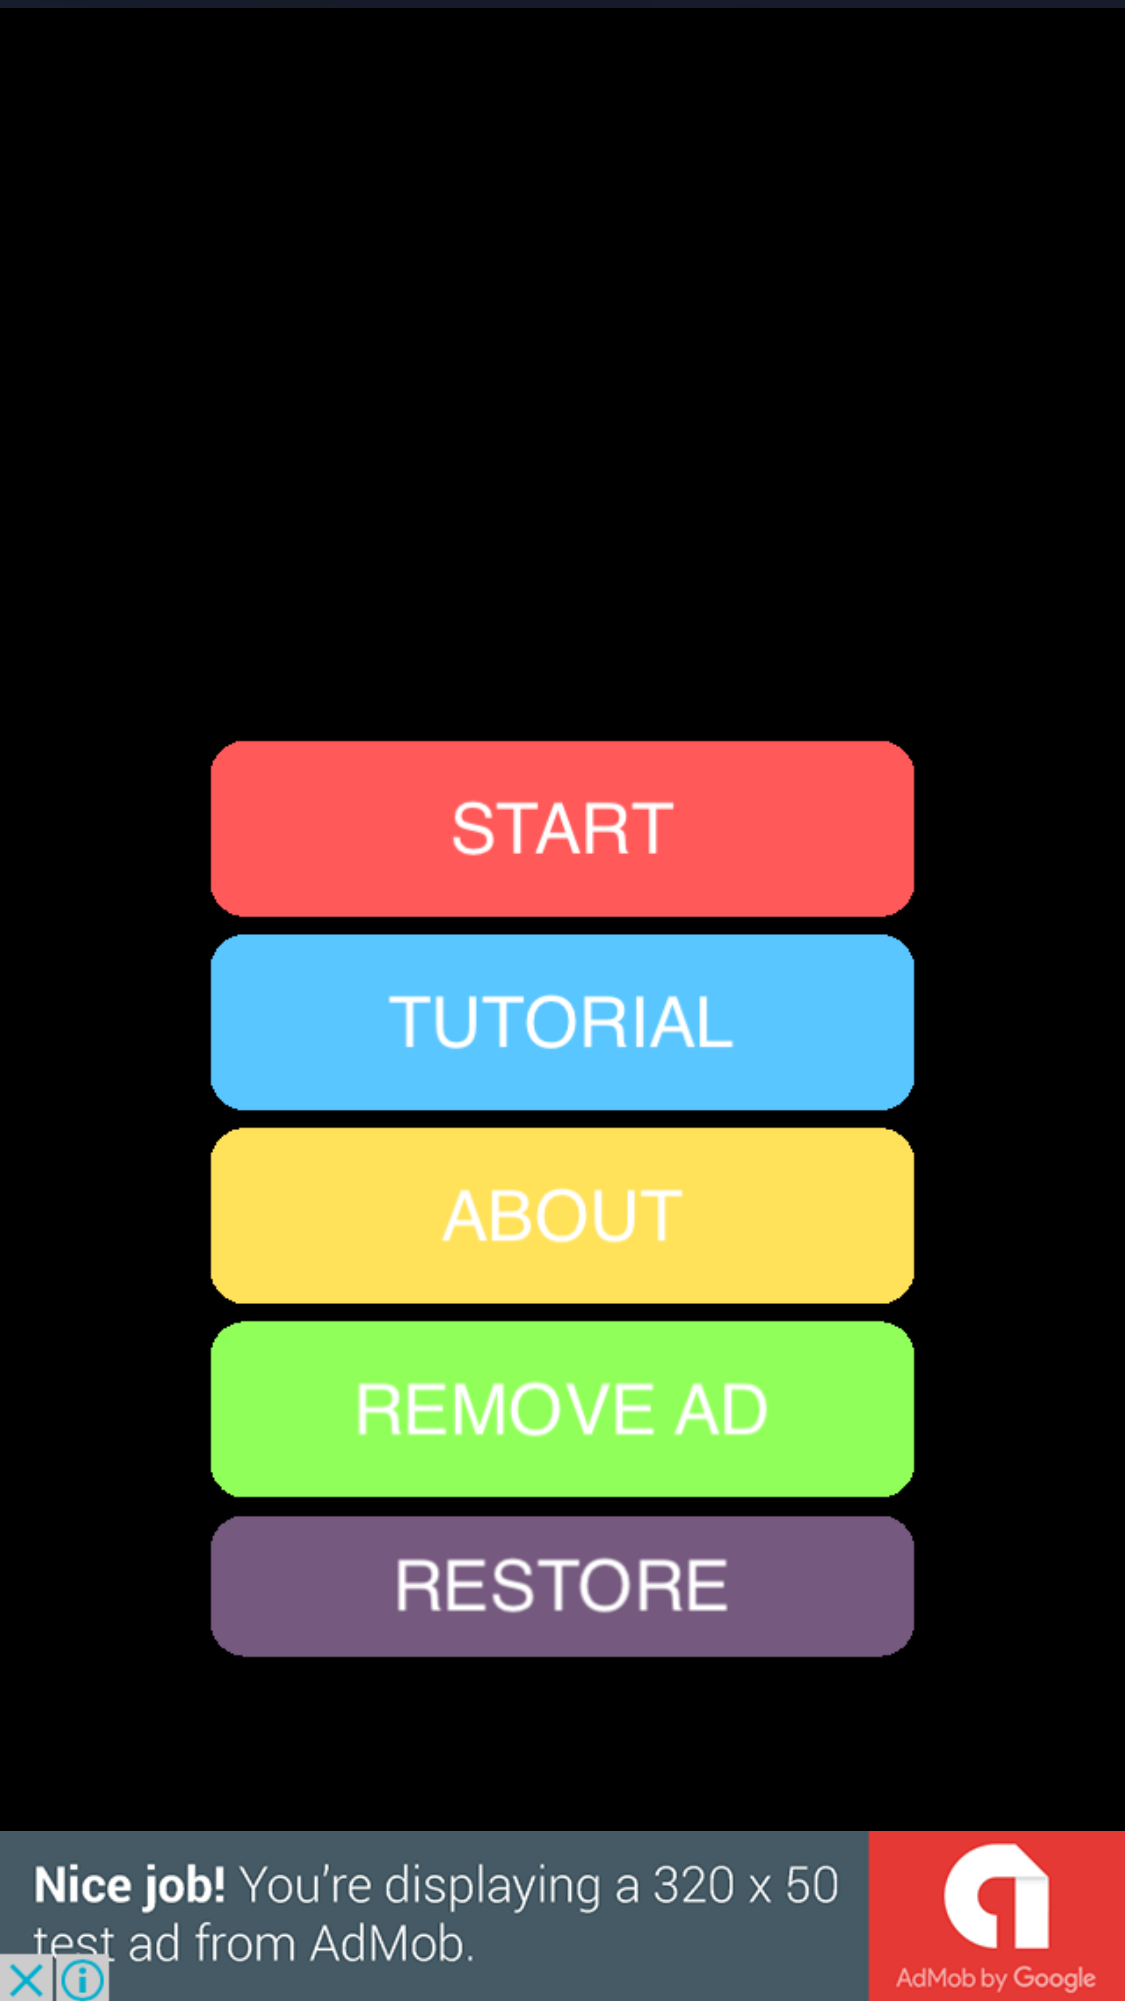 START
TUTORIAL
ABOUT
REMOVE AD
RESTORE
Nice job! You're displaying a 320 x 50
test ad from AdMob.
AdMob by Google